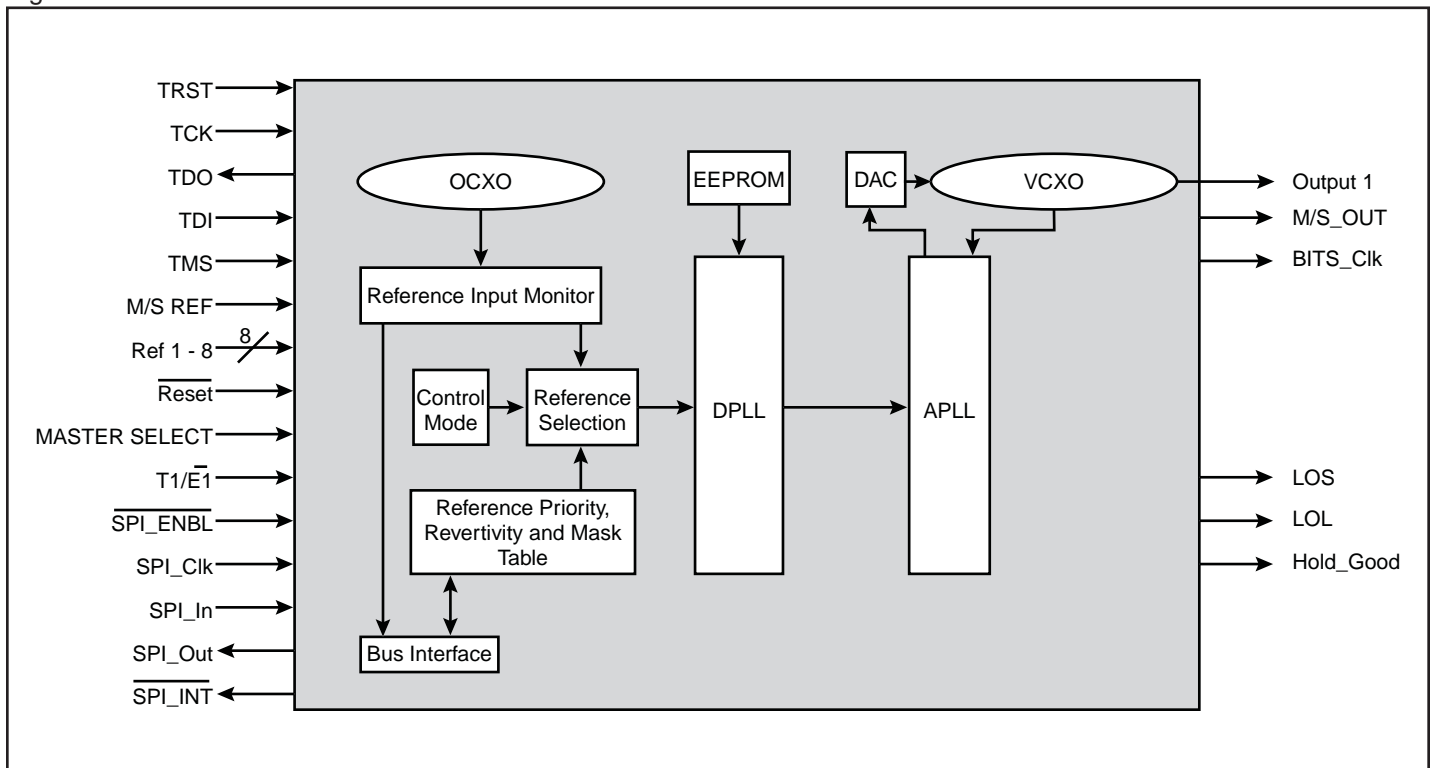 TRST
TCK
TDO
TDI
TMS
M/S REF
Ref 1 - 8
8
Reset
MASTER SELECT
T1/E1
SPI_ENBL
SPI_Clk
SPI_In
SPI_Out
SPI_INT
OCXO
EEPROM
DAC
VCXO
Reference Input Monitor
Control
Mode
Reference
Selection
DPLL
APLL
Reference Priority,
Revertivity and Mask
Table
Bus Interface
Output 1
M/S_OUT
BITS_Clk
LOS
LOL
Hold_Good